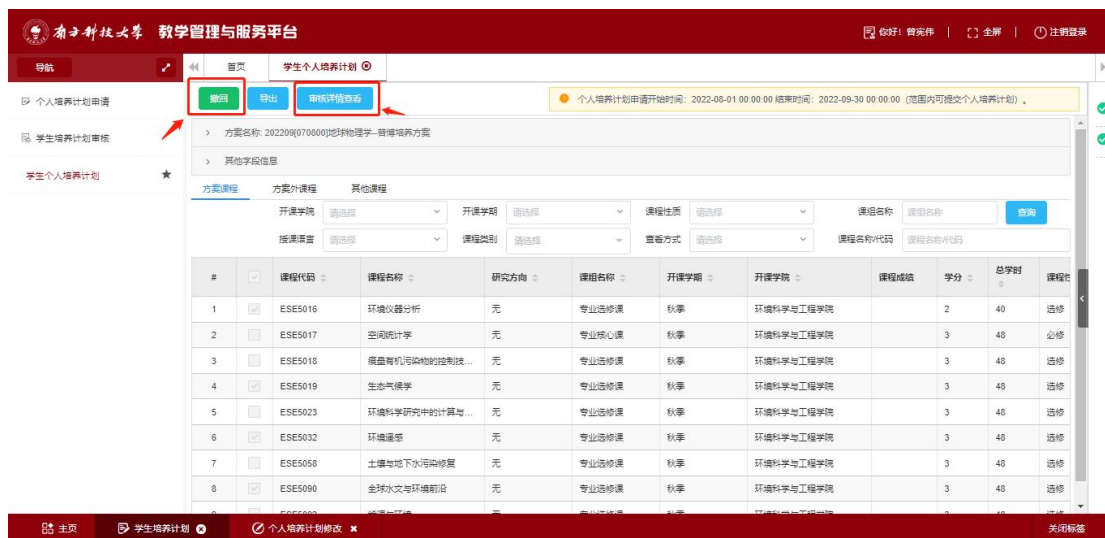 南方科技大学 教学管理与服务平台 你好! 曾宪伟 | 全屏 | 注销登录
导航 首页 学生个人培养计划
个人培养计划申请
学生培养计划审核
学生个人培养计划
撤回 导出 审核详情查看 个人培养计划申请开始时间: 2022-08-01 00:00:00 结束时间: 2022-09-30 00:00:00 (范围内可提交个人培养计划) 。
方案名称: 202209[070800]地球物理学--普博培养方案
其他字段信息
方案课程 方案外课程 其他课程
开课学院 请选择 开课学期 请选择 课程性质 请选择 课组名称 课组名称 查询
授课语言 请选择 课程类别 请选择 查看方式 请选择 课程名称/代码 课程名称/代码
# 课程代码 课程名称 研究方向 课组名称 开课学期 开课学院 课程成绩 学分 总学时 课程性
1 ESE5016 环境仪器分析 无 专业选修课 秋季 环境科学与工程学院 2 40 选修
2 ESE5017 空间统计学 无 专业核心课 秋季 环境科学与工程学院 3 48 必修
3 ESE5018 痕量有机污染物的控制技... 无 专业选修课 秋季 环境科学与工程学院 3 48 选修
4 ESE5019 生态气候学 无 专业选修课 秋季 环境科学与工程学院 3 48 选修
5 ESE5023 环境科学研究中的计算与... 无 专业选修课 秋季 环境科学与工程学院 3 48 选修
6 ESE5032 环境遥感 无 专业选修课 秋季 环境科学与工程学院 3 48 选修
7 ESE5058 土壤与地下水污染修复 无 专业选修课 秋季 环境科学与工程学院 3 48 选修
8 ESE5090 全球水文与环境前沿 无 专业选修课 秋季 环境科学与工程学院 3 48 选修
主页 学生培养计划 个人培养计划修改 关闭标签